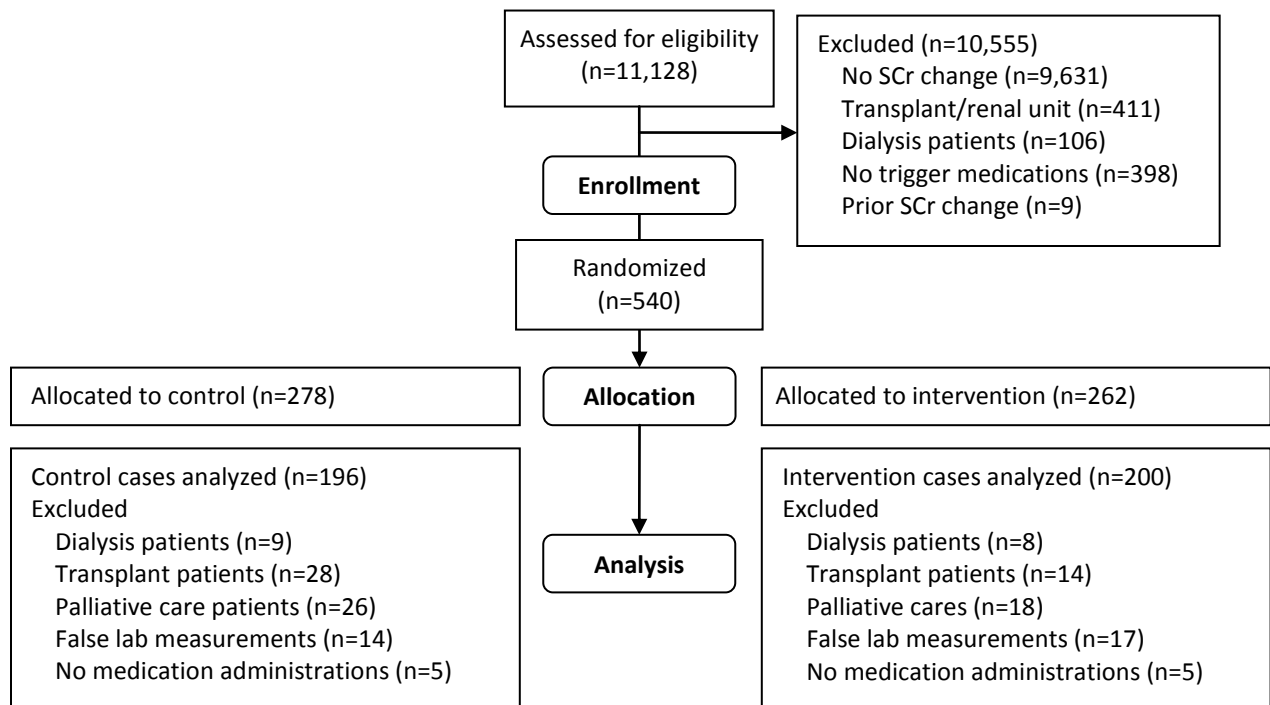 Assessed for eligibility
(n=11,128)
Excluded (n=10,555)
No SCr change (n=9,631)
Transplant/renal unit (n=411)
Dialysis patients (n=106)
No trigger medications (n=398)
Prior SCr change (n=9)
Enrollment
Randomized
(n=540)
Allocated to control (n=278)
Allocation
Allocated to intervention (n=262)
Control cases analyzed (n=196)
Excluded
Dialysis patients (n=9)
Transplant patients (n=28)
Palliative care patients (n=26)
False lab measurements (n=14)
No medication administrations (n=5)
Analysis
Intervention cases analyzed (n=200)
Excluded
Dialysis patients (n=8)
Transplant patients (n=14)
Palliative cares (n=18)
False lab measurements (n=17)
No medication administrations (n=5)